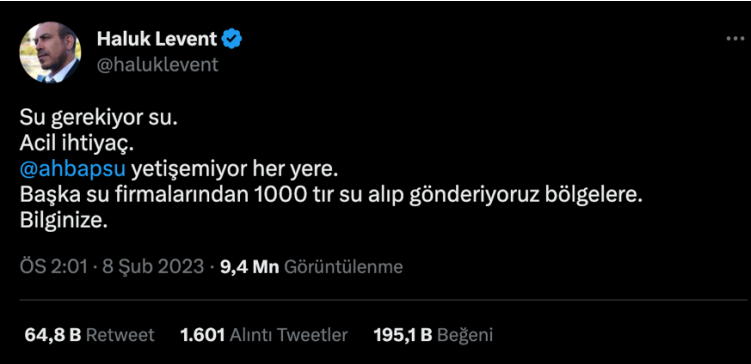 Haluk Levent
@haluklevent
Su gerekiyor su.
Acil ihtiyaç.
@ahbapsu yetişemiyor her yere.
Başka su firmalarından 1000 tır su alıp gönderiyoruz bölgelere.
Bilginize.
ÖS 2:01 · 8 Şub 2023 · 9,4 Mn Görüntülenme
64,8 B Retweet 1.601 Alıntı Tweetler 195,1 B Beğeni